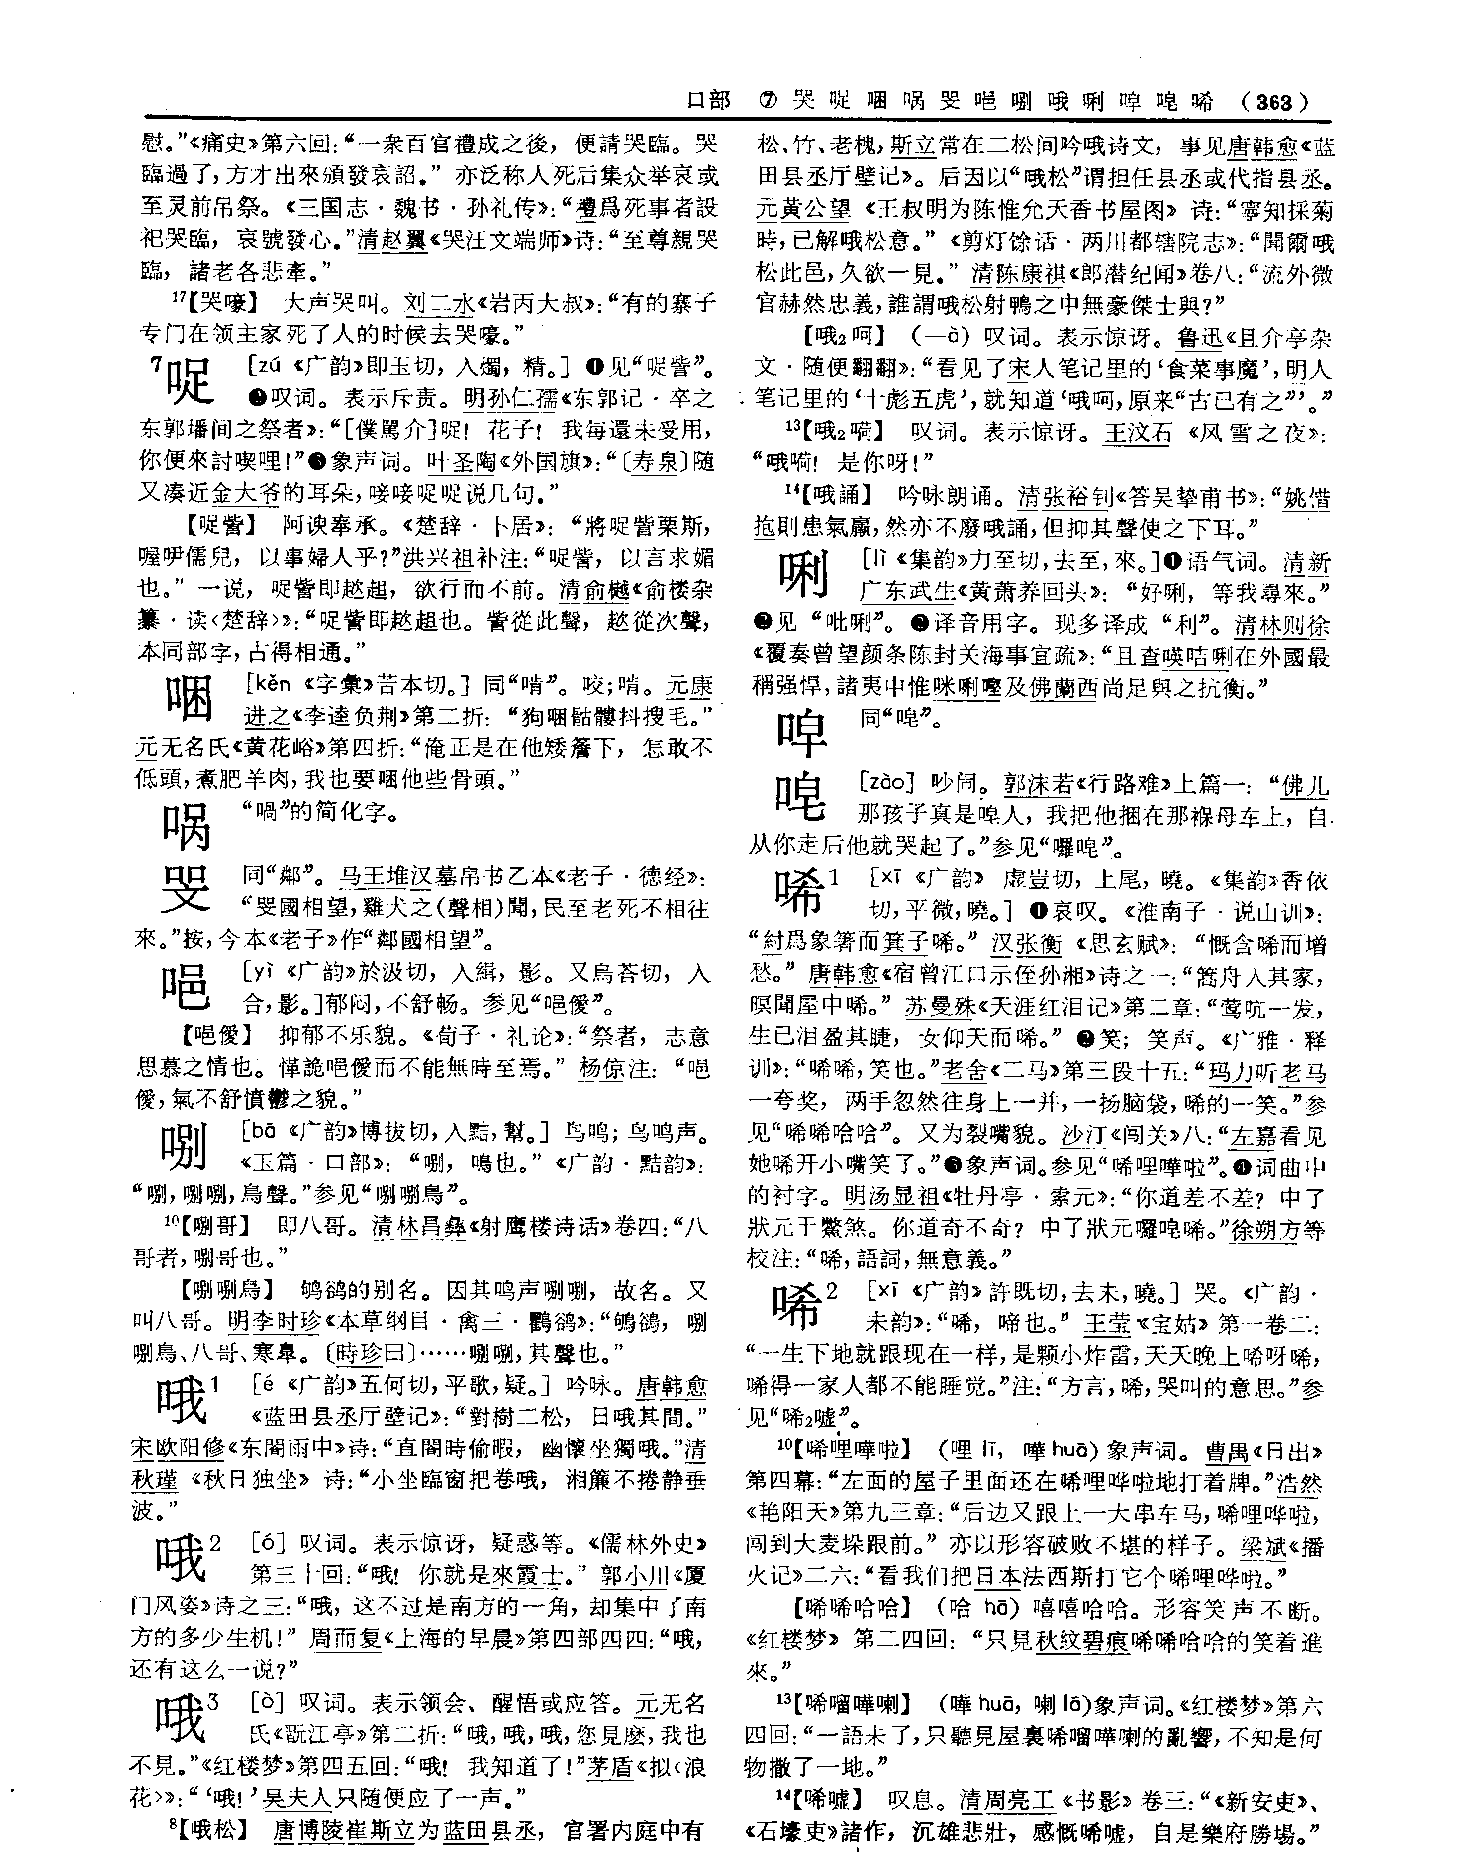 口部 ⑦ 哭哫哃㖞哭唈唎哦唎唕唣唏 （363）
慰。”《痛史》第六回：“一衆百官禮成之後，便請哭臨。哭
臨過了，方才出來頒發哀詔。”亦泛称人死后集众举哀或
至灵前吊祭。《三国志·魏书·孙礼传》：“禮爲死事者設
祀哭臨，哀號發心。”清赵翼《哭汪文端师》诗：“至尊親哭
臨，諸老各悲牽。”
17【哭嚎】 大声哭叫。刘二水《岩丙大叔》：“有的寨子
专门在领主家死了人的时候去哭嚎。”
7哫 [zú《广韵》即玉切，入燭，精。]❶见“哫訾”。
❷叹词。表示斥责。明孙仁孺《东郭记·卒之
东郭墦间之祭者》：“[僕駡介]哫！花子！我每還未受用，
你便來討喫哩！”❸象声词。叶圣陶《外国旗》：“〔寿泉〕随
又凑近金大爷的耳朵，唼唼哫哫说几句。”
【哫訾】 阿谀奉承。《楚辞·卜居》：“將哫訾栗斯，
喔咿儒兒，以事婦人乎？”洪兴祖补注：“哫訾，以言求媚
也。”一说，哫訾即趑趄，欲行而不前。清俞樾《俞楼杂
纂·读〈楚辞〉》：“哫訾即趑趄也。訾從此聲，趑從次聲，
本同部字，古得相通。”
啃 [kěn《字彙》苦本切。]同“啃”。咬；啃。元康
进之《李逵负荆》第二折：“狗㖥骷髏抖搜毛。”
元无名氏《黄花峪》第四折：“俺正是在他矮簷下，怎敢不
低頭，煮肥羊肉，我也要㖥他些骨頭。”
㖞 “喎”的简化字。
同“鄰”。马王堆汉墓帛书乙本《老子·德经》：
國相望，雞犬之(聲相)聞，民至老死不相往
來。”按，今本《老子》作“鄰國相望”。
唈 [yì《广韵》於汲切，入緝，影。又烏荅切，入
合，影。]郁闷，不舒畅。参见“唈僾”。
【唈僾】 抑郁不乐貌。《荀子·礼论》：“祭者，志意
思慕之情也。愅詭唈僾而不能無時至焉。”杨倞注：“唈
僾，氣不舒憤鬱之貌。”
哵 [bā《广韵》博拔切，入黠，幫。]鸟鸣；鸟鸣声。
《玉篇·口部》：“哵，鳴也。”《广韵·黠韵》：
“哵，哵哵，鳥聲。”参见“哵哵鳥”。
10【哵哥】 即八哥。清林昌彝《射鹰楼诗话》卷四：“八
哥者，哵哥也。”
【哵哵鳥】 鸲鹆的别名。因其鸣声哵哵，故名。又
叫八哥。明李时珍《本草纲目·禽三·鸜鹆》：“鴝鵒，哵
哵鳥、八哥、寒皋。〔時珍曰〕……哵哵，其聲也。”
哦1 [é《广韵》五何切，平歌，疑。]吟咏。唐韩愈
《蓝田县丞厅壁记》：“對樹二松，日哦其間。”
宋欧阳修《东閤雨中》诗：“直閤時偷暇，幽懷坐獨哦。”清
秋瑾《秋日独坐》诗：“小坐臨窗把卷哦，湘簾不捲静垂
波。”
哦2 [ó]叹词。表示惊讶，疑惑等。《儒林外史》
第三十回：“哦！你就是來霞士。”郭小川《厦
门风姿》诗之三：“哦，这不过是南方的一角，却集中了南
方的多少生机！”周而复《上海的早晨》第四部四四：“哦，
还有这么一说？”
哦3 [ò]叹词。表示领会、醒悟或应答。元无名
氏《翫江亭》第二折：“哦，哦，哦，您見麽，我也
不見。”《红楼梦》第四五回：“哦！我知道了！”茅盾《拟〈浪
花〉》：“‘哦！’吴夫人只随便应了一声。”
8【哦松】 唐博陵崔斯立为蓝田县丞，官署内庭中有
松、竹、老槐，斯立常在二松间吟哦诗文，事见唐韩愈《蓝
田县丞厅壁记》。后因以“哦松”谓担任县丞或代指县丞。
元黄公望《王叔明为陈惟允天香书屋图》诗：“寧知採菊
時，已解哦松意。”《剪灯馀话·两川都辖院志》：“聞爾哦
松此邑，久欲一見。”清陈康祺《郎潜纪闻》卷八：“流外微
官赫然忠義，誰謂哦松射鴨之中無豪傑士與？”
【哦2呵】 (—ā)叹词。表示惊讶。鲁迅《且介亭杂
文·随便翻翻》：“看见了宋人笔记里的‘食菜事魔’，明人
笔记里的‘十彪五虎’，就知道‘哦呵，原来“古已有之”’。”
13【哦2嗬】 叹词。表示惊讶。王汶石《风雪之夜》：
“哦嗬！是你呀！”
14【哦誦】 吟咏朗诵。清张裕钊《答吴挚甫书》：“姚惜
抱則患氣羸，然亦不廢哦誦，但抑其聲使之下耳。”
唎 [lì《集韵》力至切，去至，來。]❶语气词。清新
广东武生《黄萧养回头》：“好唎，等我尋來。”
❷见“吡唎”。❸译音用字。现多译成“利”。清林则徐
《覆奏曾望颜条陈封关海事宜疏》：“且查𠸄咭唎在外國最
稱强悍，諸夷中惟咪唎㗴及佛蘭西尚足與之抗衡。”
唕 同“唣”。
唣 [zào]吵闹。郭沫若《行路难》上篇一：“佛儿
那孩子真是唣人，我把他捆在那褓母车上，自
从你走后他就哭起了。”参见“囉唣”。
唏1 [xī《广韵》虚豈切，上尾，曉。《集韵》香依
切，平微，曉。]❶哀叹。《淮南子·说山训》：
“紂爲象箸而箕子唏。”汉张衡《思玄赋》：“慨含唏而增
愁。”唐韩愈《宿曾江口示侄孙湘》诗之一：“篙舟入其家，
暝聞屋中唏。”苏曼殊《天涯红泪记》第二章：“莺吭一发，
生已泪盈其睫，女仰天而唏。”❷笑；笑声。《广雅·释
训》：“唏唏，笑也。”老舍《二马》第三段十五：“玛力听老马
一夸奖，两手忽然往身上一并，一扬脑袋，唏的一笑。”参
见“唏唏哈哈”。又为裂嘴貌。沙汀《闯关》八：“左嘉看见
她唏开小嘴笑了。”❸象声词。参见“唏哩嘩啦”。❹词曲中
的衬字。明汤显祖《牡丹亭·索元》：“你道差不差？中了
狀元干鱉煞。你道奇不奇？中了狀元囉唣唏。”徐朔方等
校注：“唏，語詞，無意義。”
唏2 [xī《广韵》許既切，去未，曉。]哭。《广韵·
未韵》：“唏，啼也。”王莹《宝姑》第一卷二：
“一生下地就跟现在一样，是颗小炸雷，天天晚上唏呀唏，
唏得一家人都不能睡觉。”注：“方言，唏，哭叫的意思。”参
见“唏2嘘”。
10【唏哩嘩啦】 (哩lī，嘩huā)象声词。曹禺《日出》
第四幕：“左面的屋子里面还在唏哩哗啦地打着牌。”浩然
《艳阳天》第九三章：“后边又跟上一大串车马，唏哩哗啦，
闯到大麦垛跟前。”亦以形容破败不堪的样子。梁斌《播
火记》二六：“看我们把日本法西斯打它个唏哩哗啦。”
【唏唏哈哈】 (哈hā)嘻嘻哈哈。形容笑声不断。
《红楼梦》第二四回：“只見秋紋碧痕唏唏哈哈的笑着進
來。”
13【唏嚠嘩喇】 (嘩huā，喇lā)象声词。《红楼梦》第六
四回：“一語未了，只聽見屋裏唏嚠嘩喇的亂響，不知是何
物撒了一地。”
14【唏嘘】 叹息。清周亮工《书影》卷三：“《新安吏》、
《石壕吏》諸作，沉雄悲壯，感慨唏嘘，自是樂府勝場。”